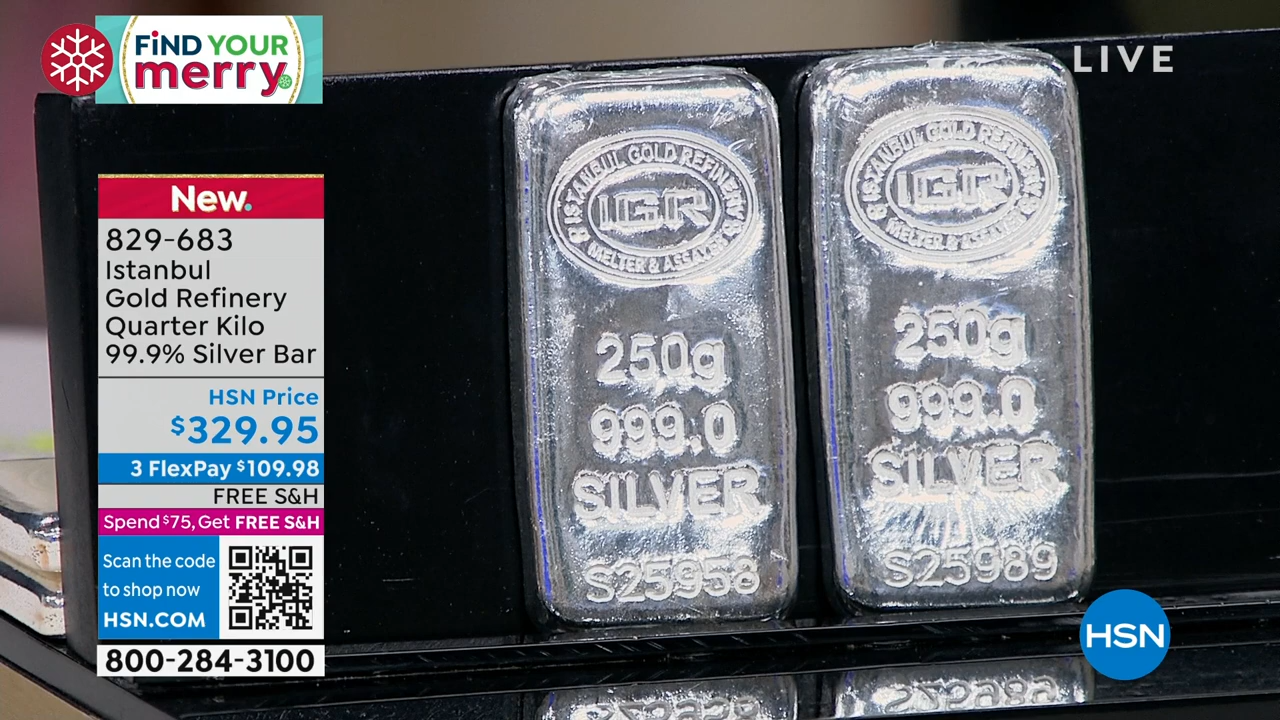 FiND YOUR
merry.
LIVE
New.
829-683
Istanbul
Gold Refinery
Quarter Kilo
99.9% Silver Bar
HSN Price
$329.95
3 FlexPay $109.98
FREE S&H
Spend $75, Get FREE S&H
Scan the code
to shop now
HSN.COM
800-284-3100
ISTANBUL GOLD REFINERY
IGR
MELTER & ASSAYER
250g
999.0
SILVER
S25958
ISTANBUL GOLD REFINERY
IGR
MELTER & ASSAYER
250g
999.0
SILVER
S25989
HSN